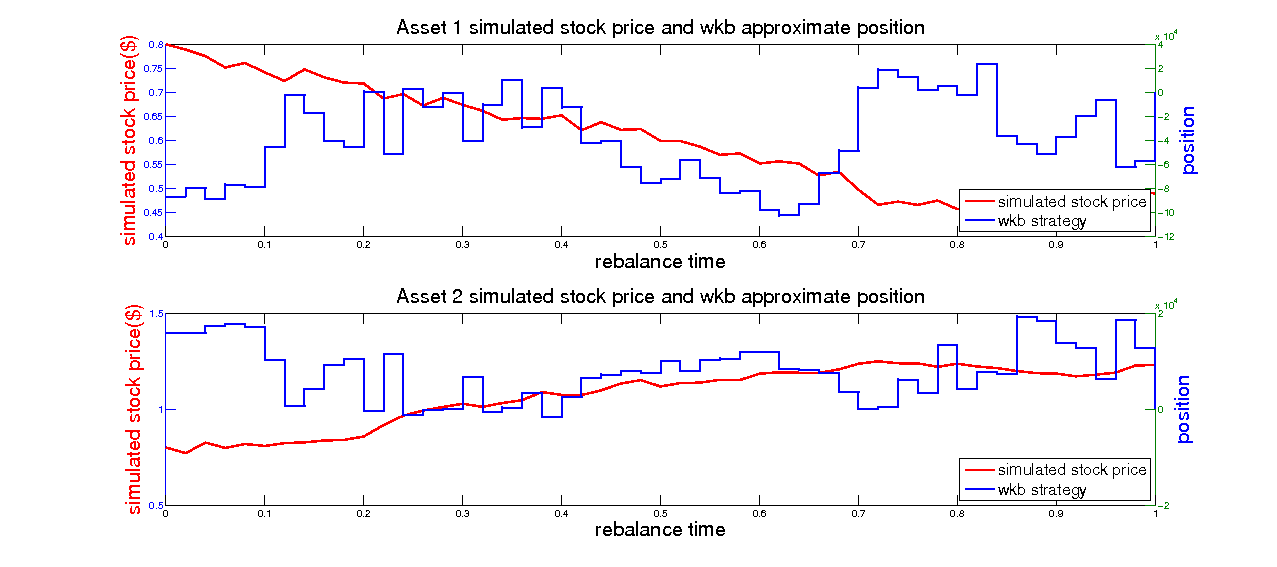 Asset 1 simulated stock price and wkb approximate position
x 10^4
simulated stock price($)
0.8
0.75
0.7
0.65
0.6
0.55
0.5
0.45
0.4
4
2
0
−2
−4
−6
−8
−10
−12
position
simulated stock price
wkb strategy
0 0.1 0.2 0.3 0.4 0.5 0.6 0.7 0.8 0.9 1
rebalance time
Asset 2 simulated stock price and wkb approximate position
x 10^4
simulated stock price($)
1.5
1
0.5
2
0
−2
position
simulated stock price
wkb strategy
0 0.1 0.2 0.3 0.4 0.5 0.6 0.7 0.8 0.9 1
rebalance time